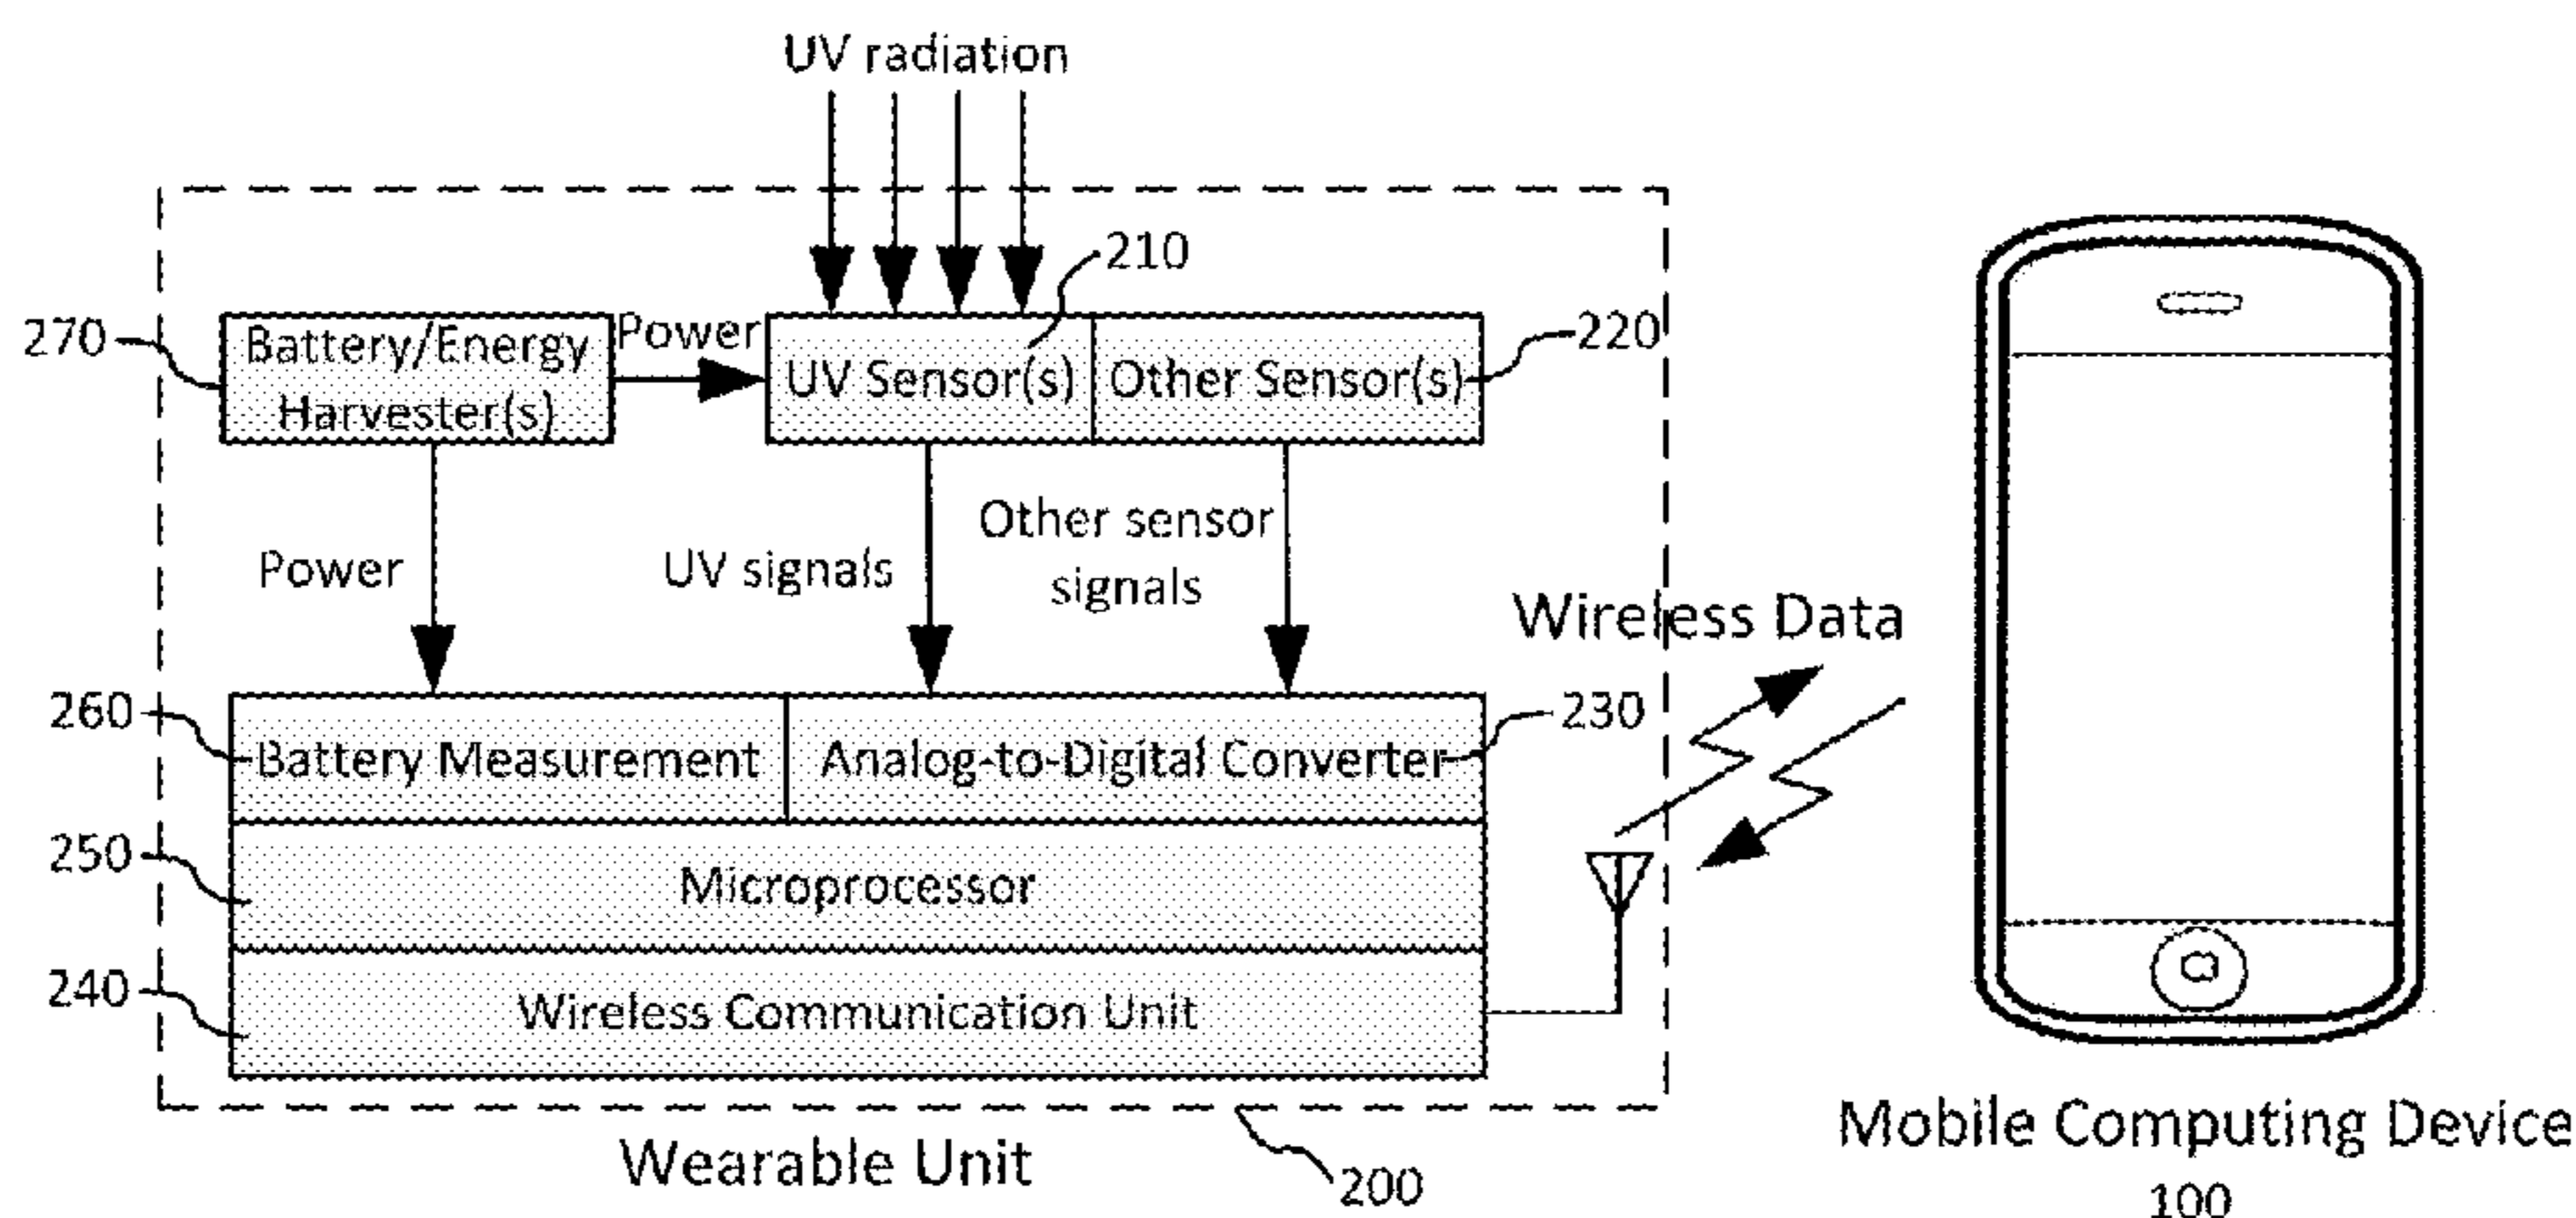 UV radiation
210
270
Battery/Energy
Harvester(s)
Power
UV Sensor(s)
Other Sensor(s)
220
Power
UV signals
Other sensor
signals
Wireless Data
260
Battery Measurement
Analog-to-Digital Converter
230
250
Microprocessor
240
Wireless Communication Unit
Wearable Unit
200
Mobile Computing Device
100